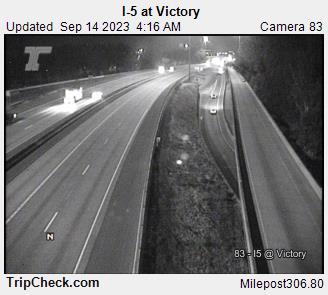 I-5 at Victory
Updated Sep 14 2023 4:16 AM Camera 83
T
N
83 - I5 @ Victory
TripCheck.com Milepost306.80